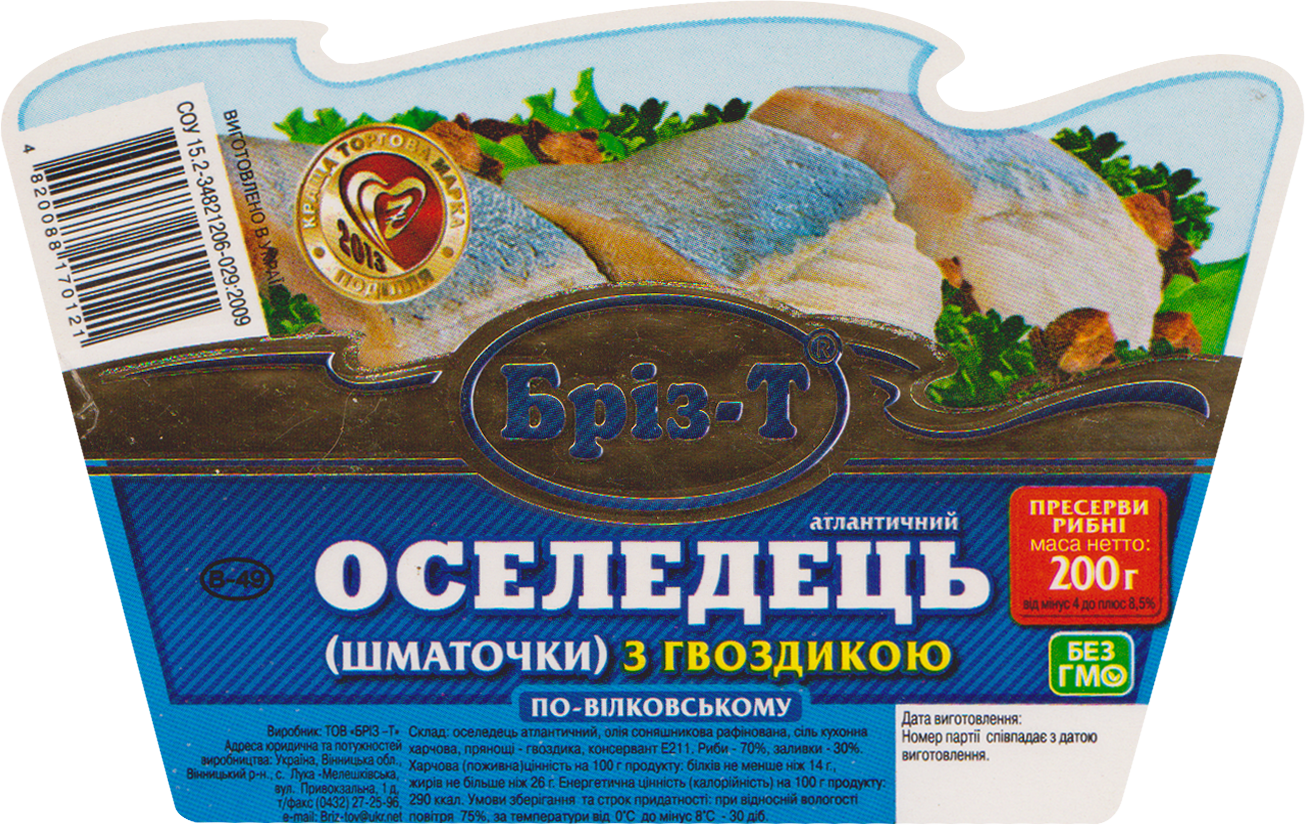 ВИГОТОВЛЕНО В УКРАЇ
СОУ 15.2-34821206-029:2009
4 820088 170121
КРАЩА ТОРГОВА МАРКА
2013
Бріз-Т®
атлантичний
ОСЕЛЕДЕЦЬ
(ШМАТОЧКИ) З ГВОЗДИКОЮ
ПО-ВІЛКОВСЬКОМУ
В-49
ПРЕСЕРВИ
РИБНІ
маса нетто:
200г
від мінус 4 до плюс 8,5%
БЕЗ
ГМО
Виробник: ТОВ «БРІЗ –Т»
Адреса юридична та потужностей
виробництва: Україна, Вінницька обл.,
Вінницький р-н., с. Лука -Мелешківська,
вул. Привокзальна, 1 д,
т/факс (0432) 27-25-96,
e-mail: Briz-tov@ukr.net
Склад: оселедець атлантичний, олія соняшникова рафінована, сіль кухонна
харчова, прянощі - гвоздика, консервант Е211. Риби - 70%, заливки - 30%.
Харчова (поживна)цінність на 100 г продукту: білків не менше ніж 14 г.,
жирів не більше ніж 26 г. Енергетична цінність (калорійність) на 100 г продукту:
290 ккал. Умови зберігання та строк придатності: при відносній вологості
повітря 75%, за температури від 0°С до мінус 8°С - 30 діб.
Дата виготовлення:
Номер партії співпадає з датою
виготовлення.